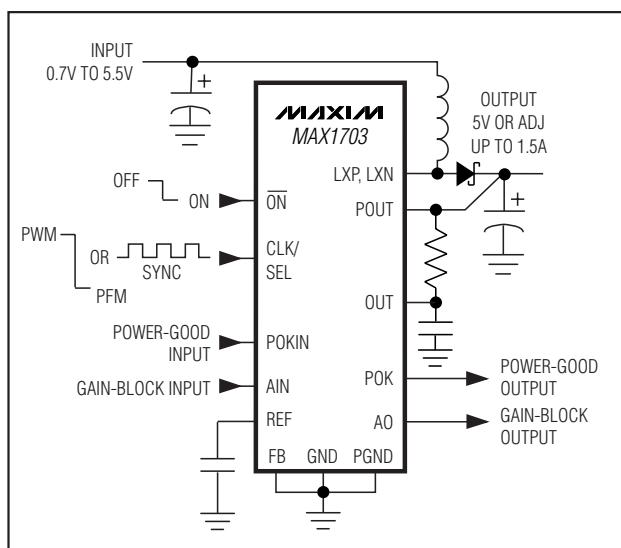 INPUT
0.7V TO 5.5V
+
MAXIM
MAX1703
OUTPUT
5V OR ADJ
UP TO 1.5A
LXP, LXN
+
OFF
ON
ON
POUT
PWM
OR
SYNC
CLK/
SEL
PFM
OUT
POWER-GOOD
INPUT
POKIN
GAIN-BLOCK INPUT
AIN
POK
POWER-GOOD
OUTPUT
REF
AO
GAIN-BLOCK
OUTPUT
FB GND PGND